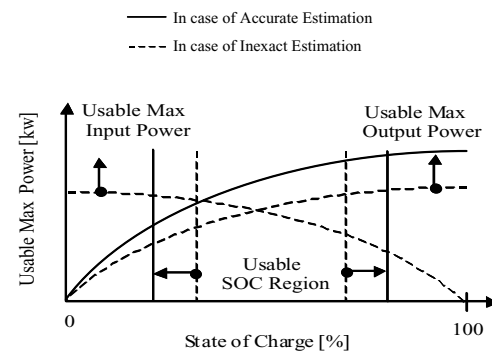 In case of Accurate Estimation
In case of Inexact Estimation
Usable Max
Input Power
Usable Max
Output Power
Usable Max Power [kw]
Usable
SOC Region
0
100
State of Charge [%]